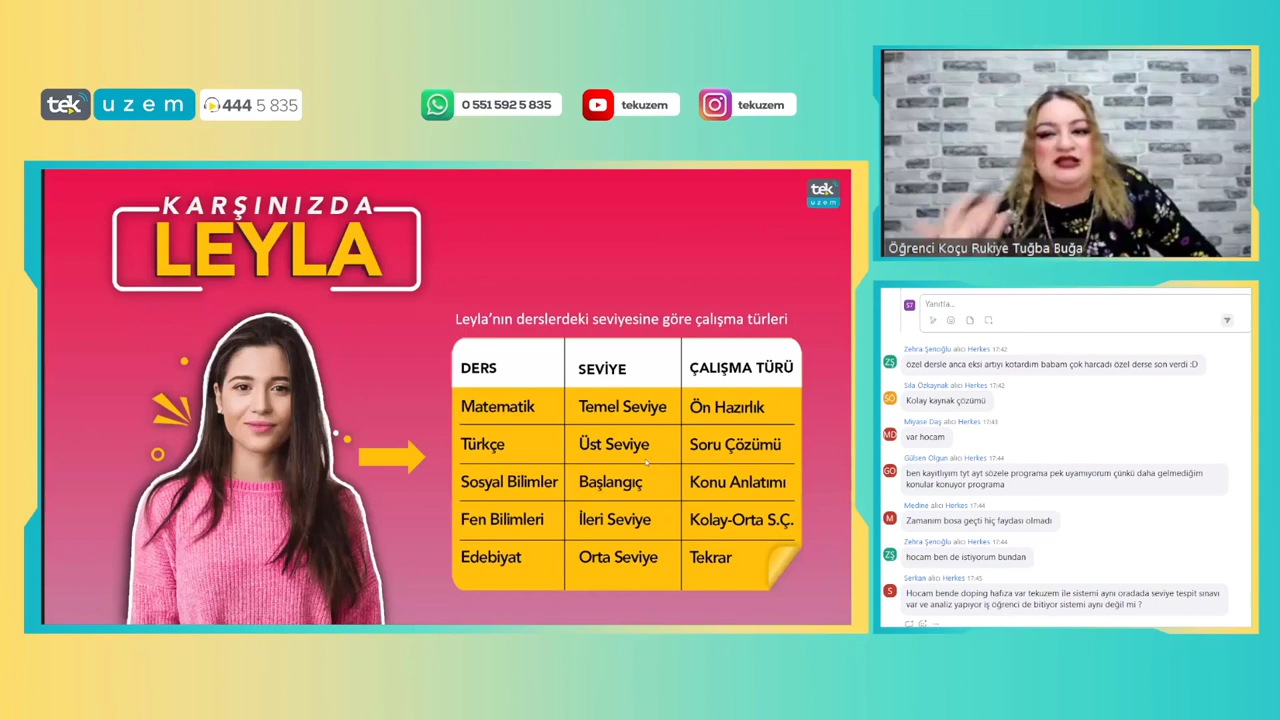 tek uzem 444 5 835
0 551 592 5 835
tekuzem
tekuzem
KARŞINIZDA
LEYLA
tek
uzem
Leyla'nın derslerdeki seviyesine göre çalışma türleri
DERS SEVİYE ÇALIŞMA TÜRÜ
Matematik Temel Seviye Ön Hazırlık
Türkçe Üst Seviye Soru Çözümü
Sosyal Bilimler Başlangıç Konu Anlatımı
Fen Bilimleri İleri Seviye Kolay-Orta S.Ç.
Edebiyat Orta Seviye Tekrar
Öğrenci Koçu Rukiye Tuğba Buğa
Yanıtla...
Zehra Şenoğlu alıcı Herkes 17:42
ZŞ
özel dersle anca eksi artıyı kotardım babam çok harcadı özel derse son verdi :D
Sıla Özkaynak alıcı Herkes 17:42
SÖ
Kolay kaynak çözümü
Miyase Daş alıcı Herkes 17:43
MD
var hocam
Gülsen Olgun alıcı Herkes 17:44
GO
ben kayıtlıyım tyt ayt sözele programa pek uyamıyorum çünkü daha gelmediğim
konular konuyor programa
Medine alıcı Herkes 17:44
M
Zamanım bosa geçti hiç faydası olmadı
Zehra Şenoğlu alıcı Herkes 17:44
ZŞ
hocam ben de istiyorum bundan
Serkan alıcı Herkes 17:45
S
Hocam bende doping hafıza var tekuzem ile sistemi aynı oradada seviye tespit sınavı
var ve analiz yapıyor iş öğrenci de bitiyor sistemi aynı değil mi ?